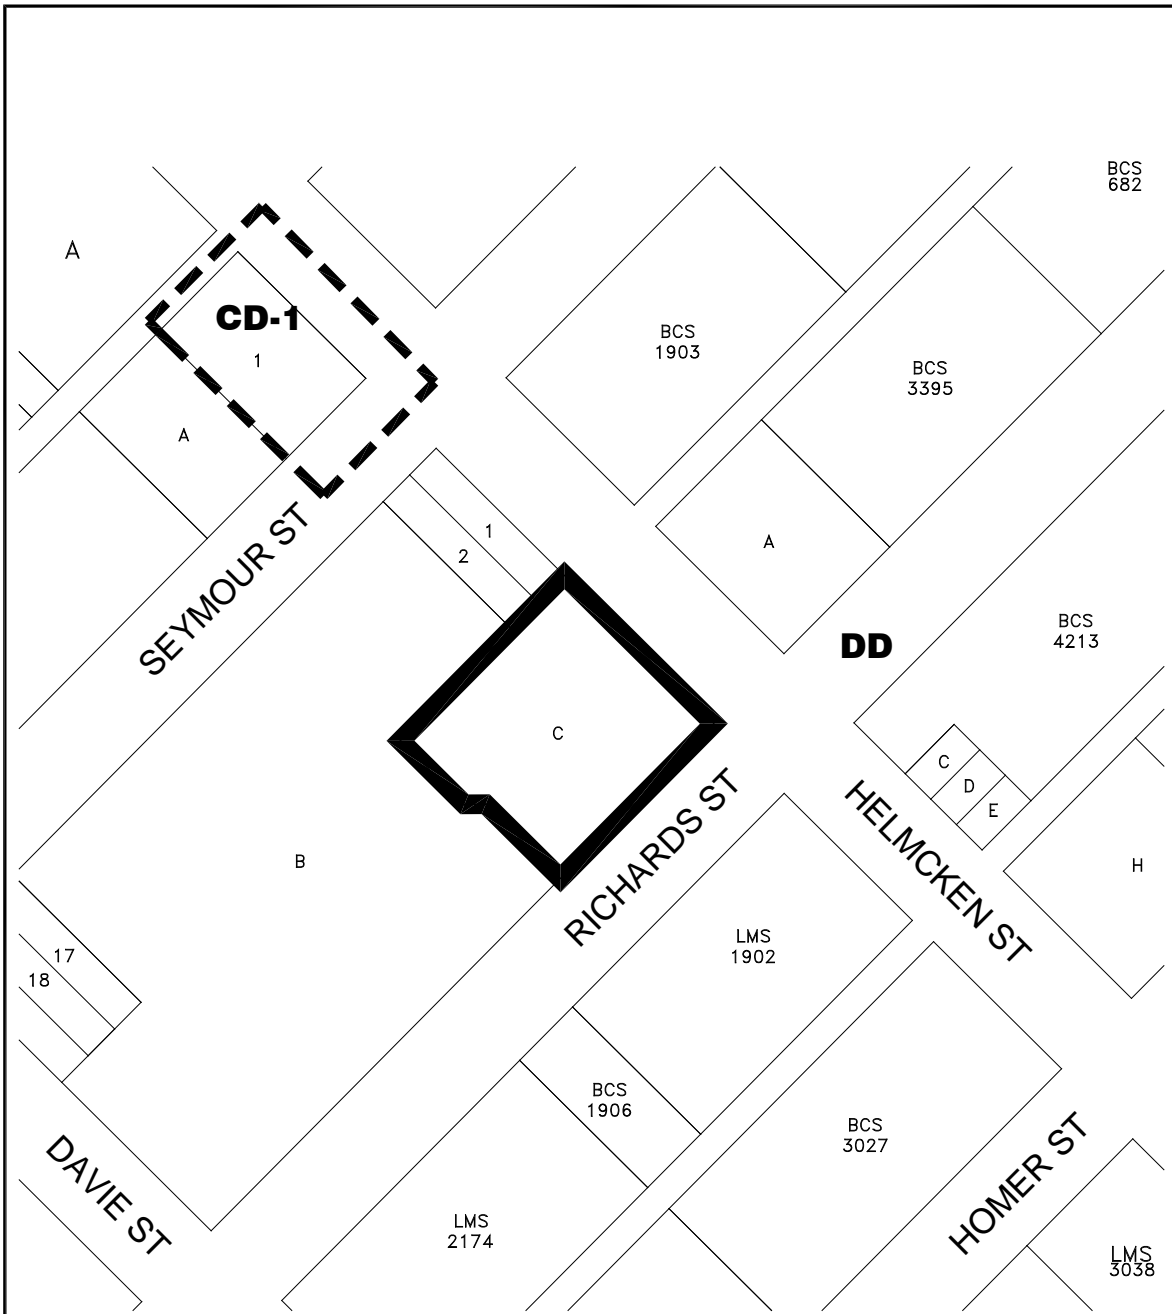 BCS
682
A
CD-1
1
BCS
1903
BCS
3395
A
1
2
A
SEYMOUR ST
BCS
4213
DD
C
C
D
E
RICHARDS ST
HELMCKEN ST
B
H
17
18
LMS
1902
BCS
1906
BCS
3027
DAVIE ST
HOMER ST
LMS
2174
LMS
3038